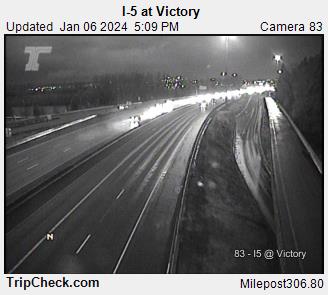 I-5 at Victory
Updated Jan 06 2024 5:09 PM Camera 83
T
N
83 - I5 @ Victory
TripCheck.com Milepost306.80